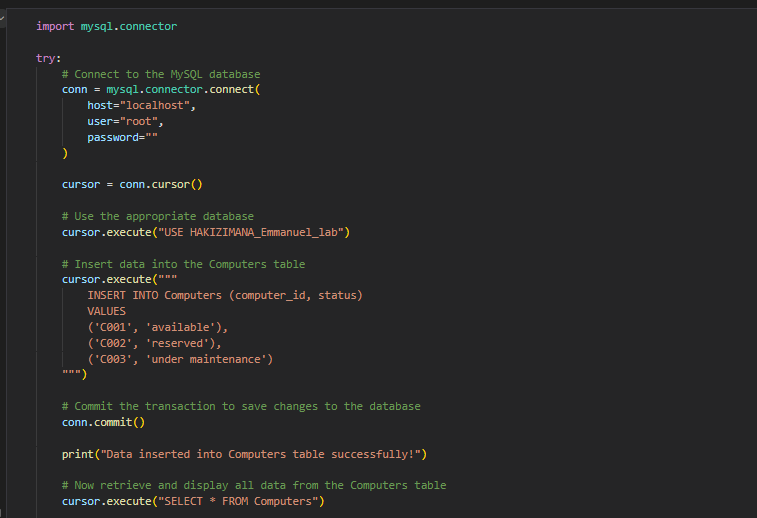 import mysql.connector
try:
# Connect to the MySQL database
conn = mysql.connector.connect(
host="localhost",
user="root",
password=""
)
cursor = conn.cursor()
# Use the appropriate database
cursor.execute("USE HAKIZIMANA_Emmanuel_lab")
# Insert data into the Computers table
cursor.execute("""
INSERT INTO Computers (computer_id, status)
VALUES
('C001', 'available'),
('C002', 'reserved'),
('C003', 'under maintenance')
""")
# Commit the transaction to save changes to the database
conn.commit()
print("Data inserted into Computers table successfully!")
# Now retrieve and display all data from the Computers table
cursor.execute("SELECT * FROM Computers")